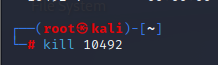 ┌──(root㉿kali)-[~]
└─# kill 10492